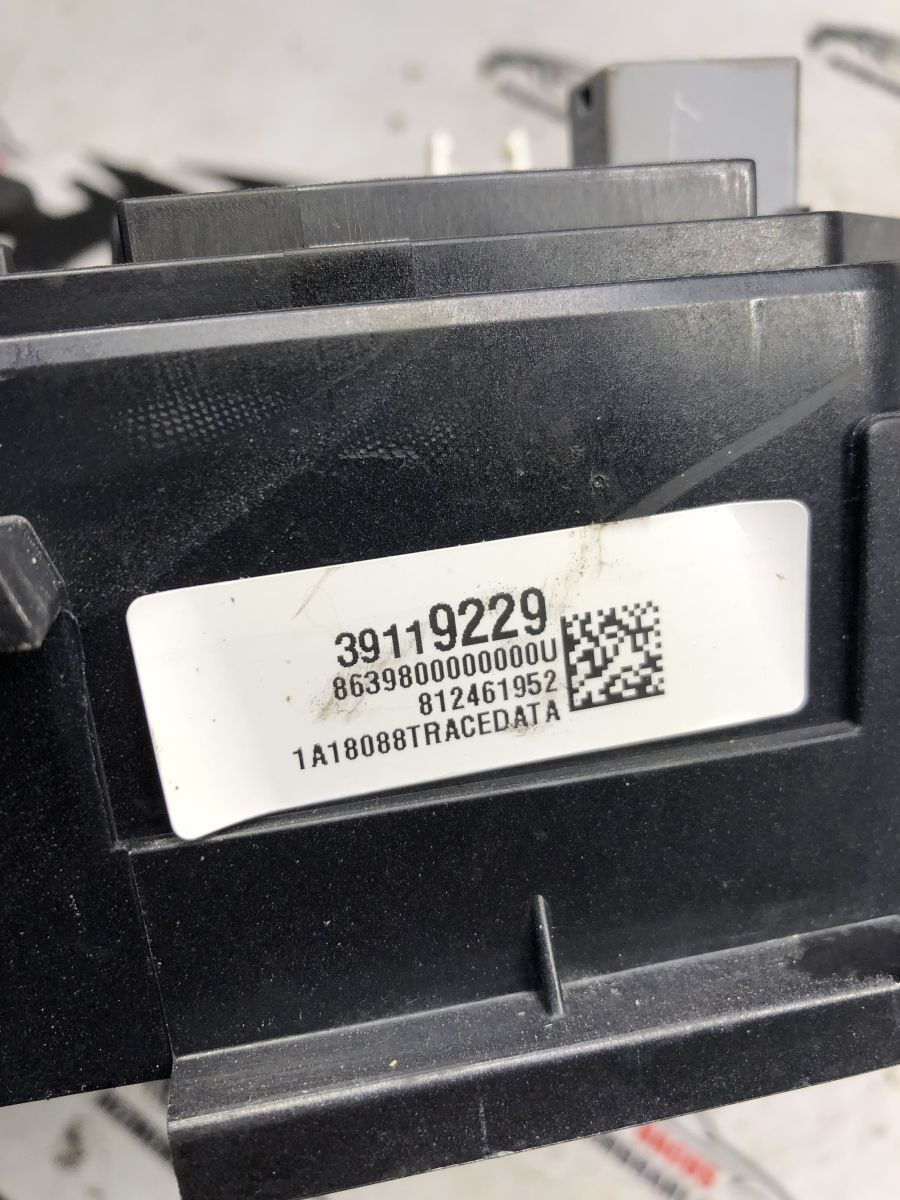 39119229
8639800000000U
812461952
1A18088TRACEDATA